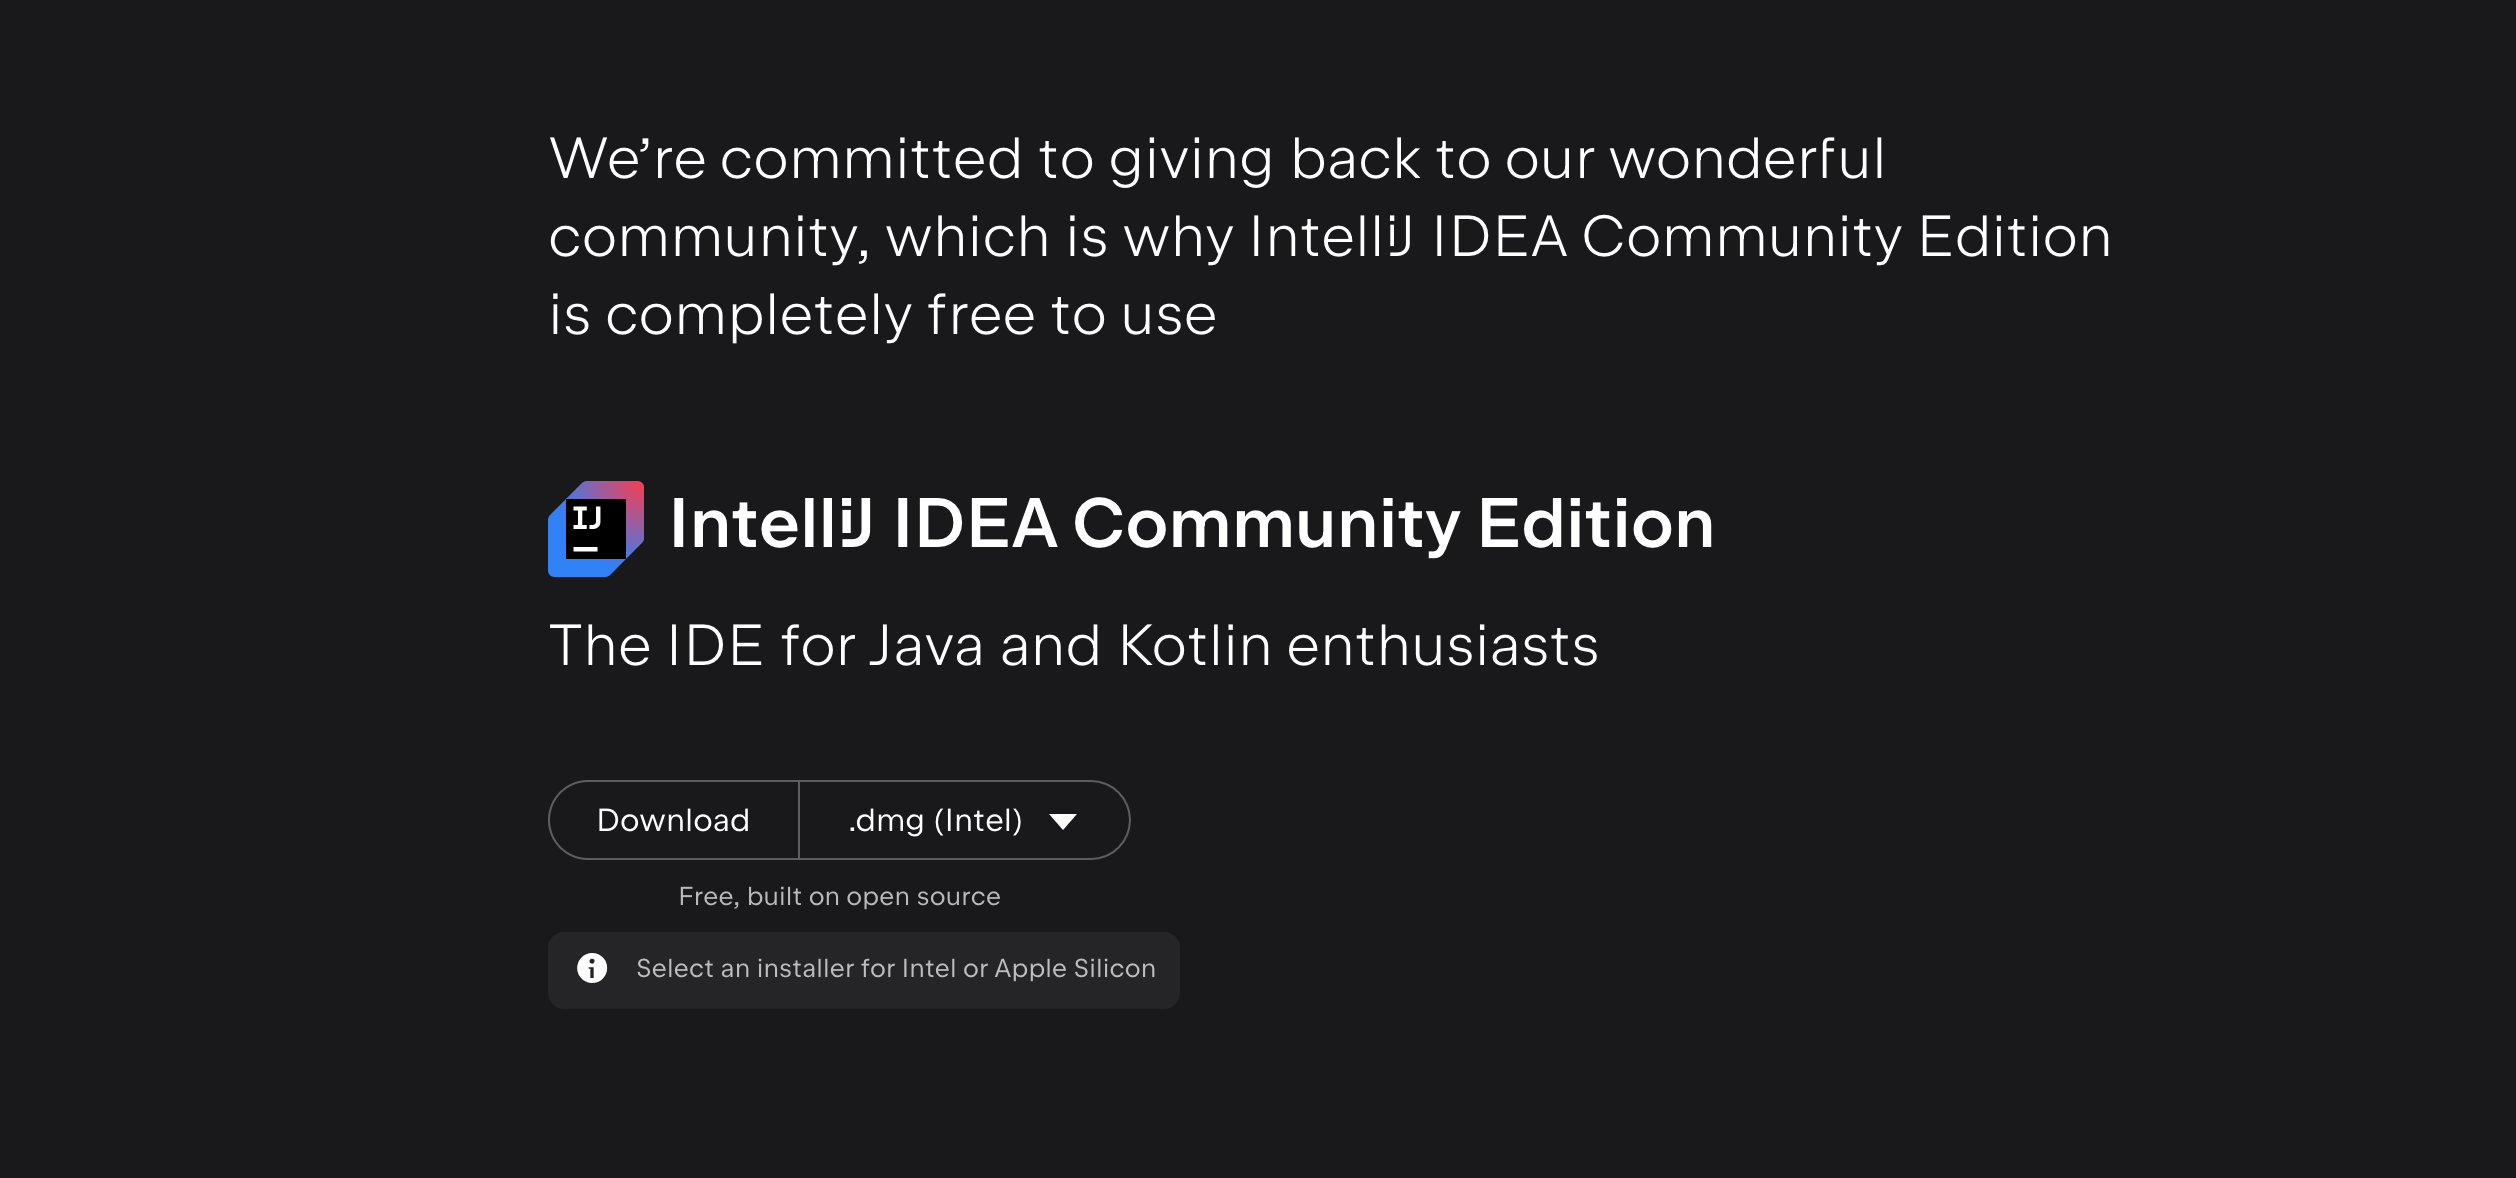 We’re committed to giving back to our wonderful
community, which is why IntelliJ IDEA Community Edition
is completely free to use
IJ
IntelliJ IDEA Community Edition
The IDE for Java and Kotlin enthusiasts
Download
.dmg (Intel)
Free, built on open source
Select an installer for Intel or Apple Silicon